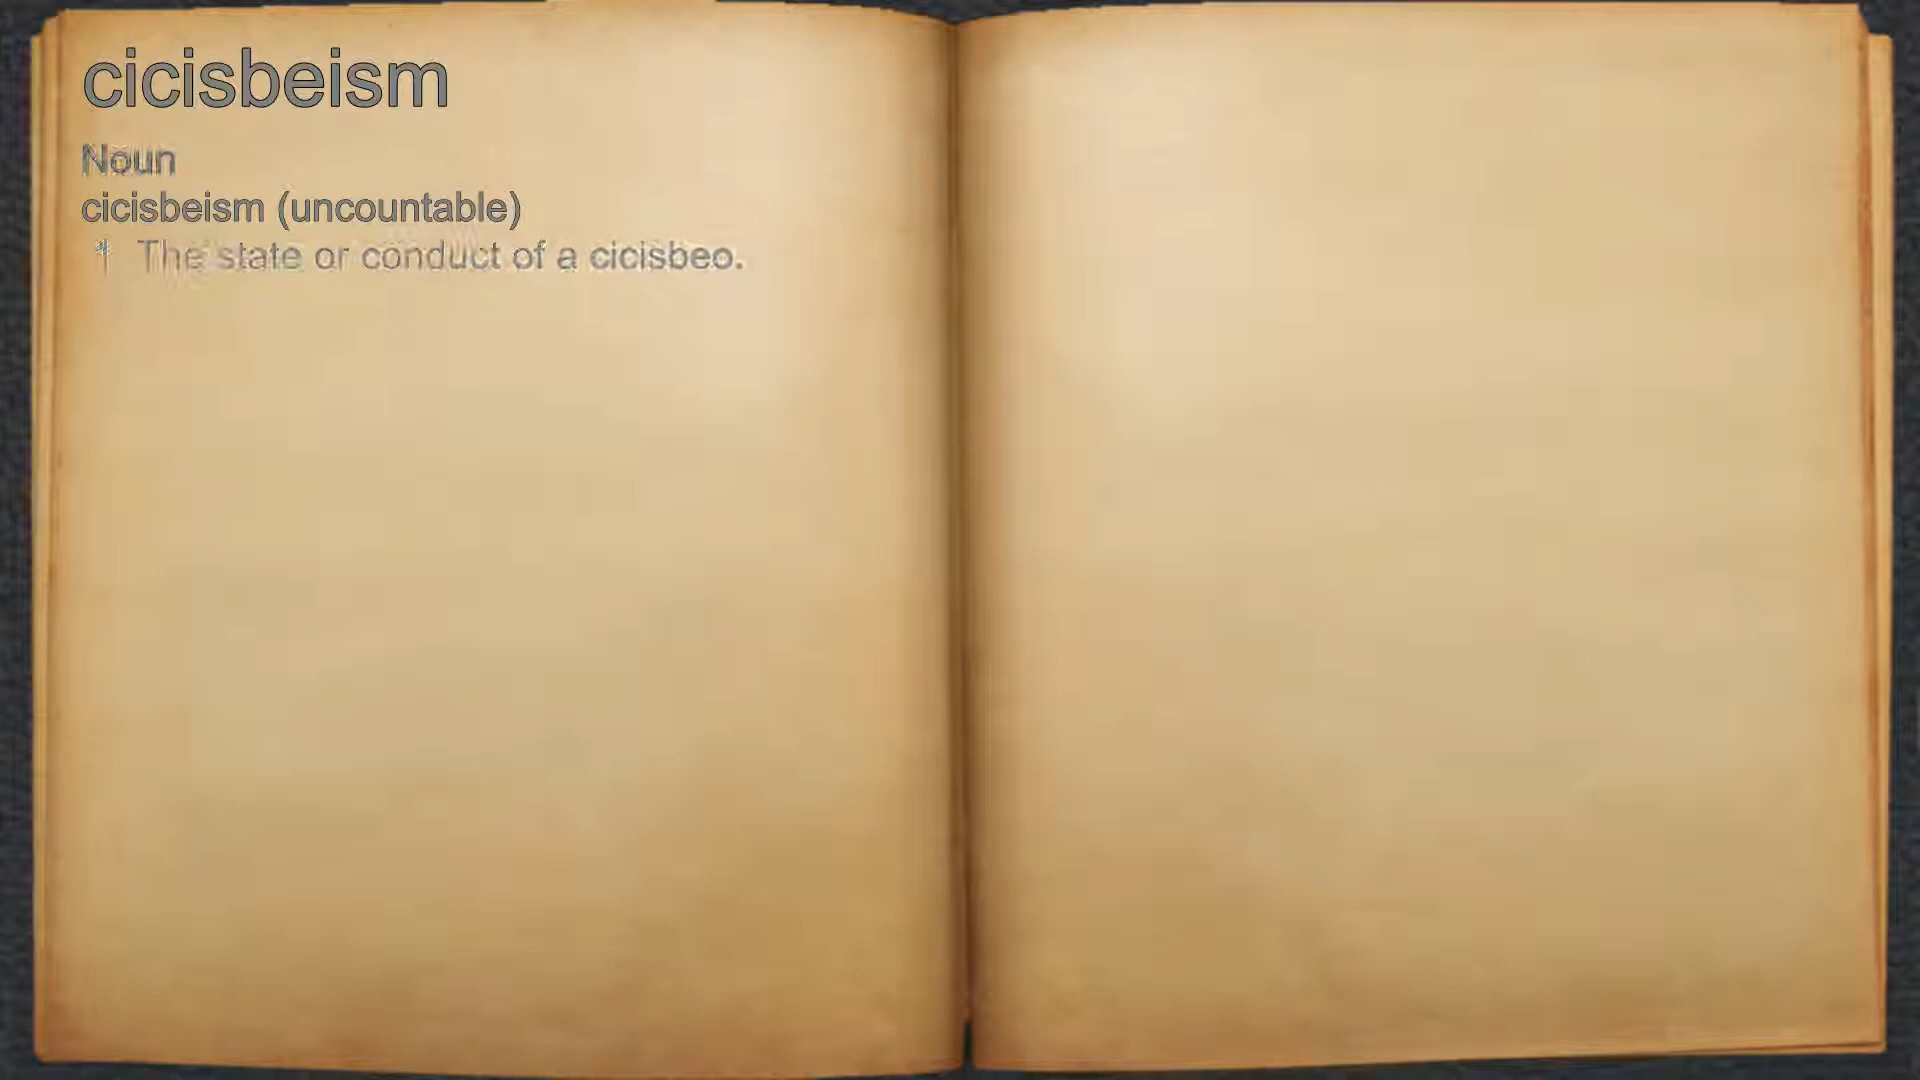 cicisbeism
Noun
cicisbeism (uncountable)
1 The state or conduct of a cicisbeo.